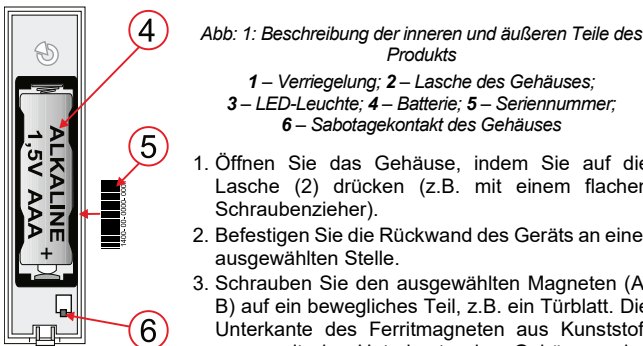 4
Abb: 1: Beschreibung der inneren und äußeren Teile des
Produkts
1 – Verriegelung; 2 – Lasche des Gehäuses;
3 – LED-Leuchte; 4 – Batterie; 5 – Seriennummer;
6 – Sabotagekontakt des Gehäuses
ALKALINE
1,5V AAA +
5
1400-00-0000-0001
6
1. Öffnen Sie das Gehäuse, indem Sie auf die
Lasche (2) drücken (z.B. mit einem flachen
Schraubenzieher).
2. Befestigen Sie die Rückwand des Geräts an einer
ausgewählten Stelle.
3. Schrauben Sie den ausgewählten Magneten (A,
B) auf ein bewegliches Teil, z.B. ein Türblatt. Die
Unterkante des Ferritmagneten aus Kunststoff